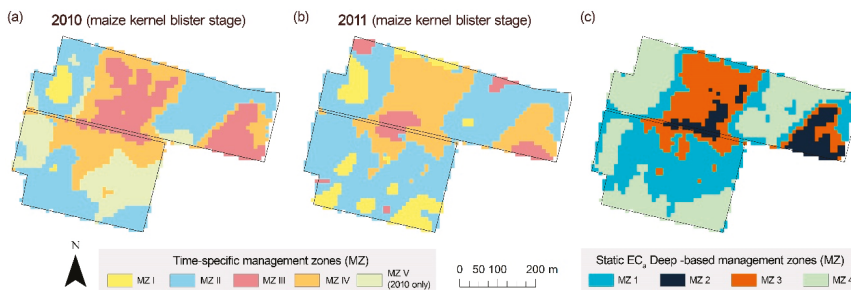 (a) 2010 (maize kernel blister stage)
(b) 2011 (maize kernel blister stage)
(c)
N
Time-specific management zones (MZ)
MZ I MZ II MZ III MZ IV MZ V
(2010 only)
0 50 100 200 m
Static ECa Deep -based management zones (MZ)
MZ 1 MZ 2 MZ 3 MZ 4